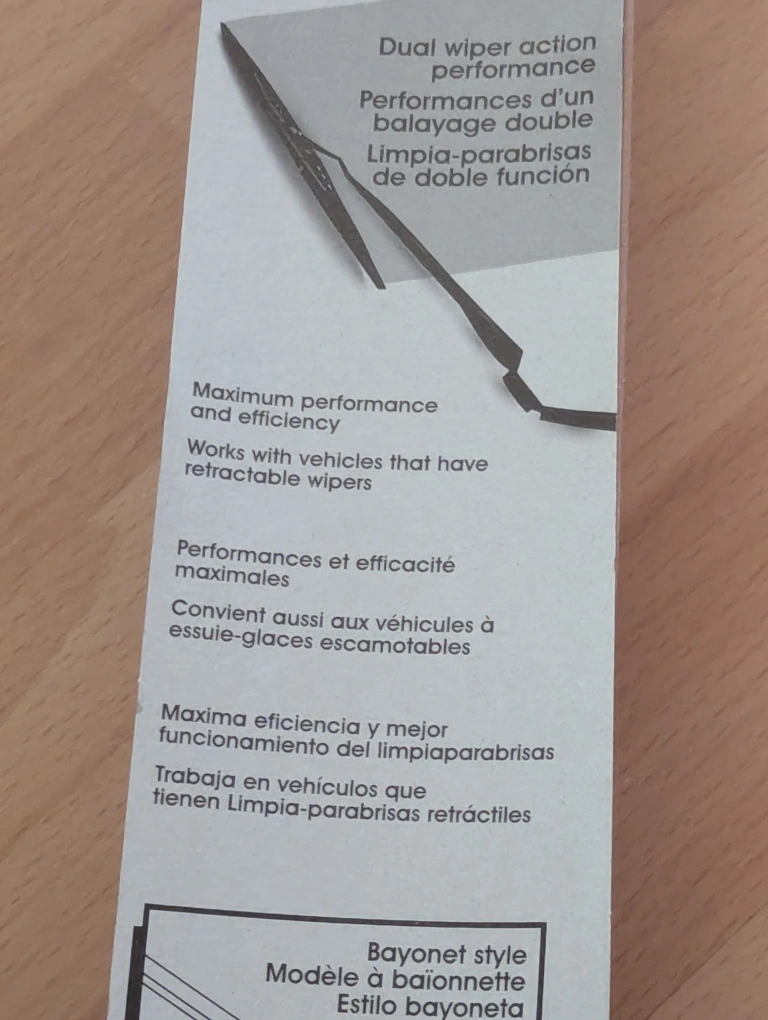 Dual wiper action
performance
Performances d'un
balayage double
Limpia-parabrisas
de doble función
Maximum performance
and efficiency
Works with vehicles that have
retractable wipers
Performances et efficacité
maximales
Convient aussi aux véhicules à
essuie-glaces escamotables
Maxima eficiencia y mejor
funcionamiento del limpiaparabrisas
Trabaja en vehículos que
tienen Limpia-parabrisas retráctiles
Bayonet style
Modèle à baïonnette
Estilo bayoneta